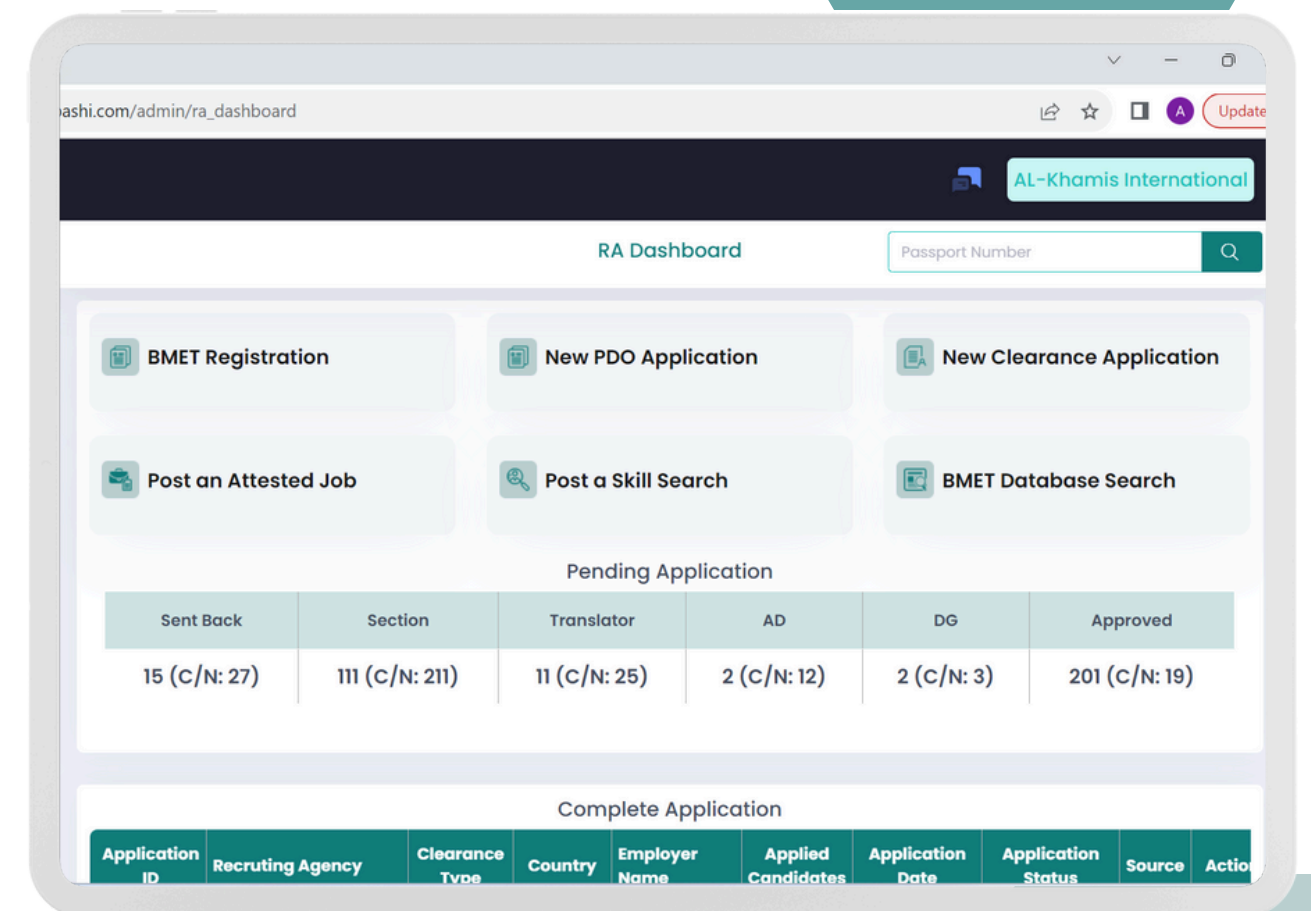 ashi.com/admin/ra_dashboard
A
Update
AL-Khamis International
RA Dashboard
Passport Number
BMET Registration
New PDO Application
New Clearance Application
Post an Attested Job
Post a Skill Search
BMET Database Search
Pending Application
Sent Back Section Translator AD DG Approved
15 (C/N: 27) 111 (C/N: 211) 11 (C/N: 25) 2 (C/N: 12) 2 (C/N: 3) 201 (C/N: 19)
Complete Application
Application ID Recruting Agency Clearance Type Country Employer Name Applied Candidates Application Date Application Status Source Action